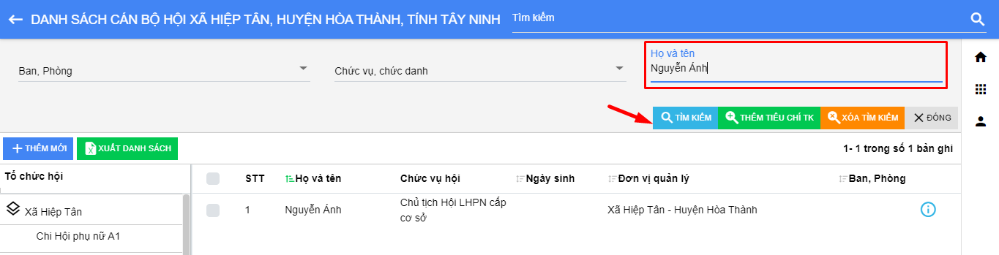 DANH SÁCH CÁN BỘ HỘI XÃ HIỆP TÂN, HUYỆN HÒA THÀNH, TỈNH TÂY NINH
Tìm kiếm
Ban, Phòng
Chức vụ, chức danh
Họ và tên
Nguyễn Ánh
TÌM KIẾM
THÊM TIÊU CHÍ TK
XÓA TÌM KIẾM
ĐÓNG
THÊM MỚI
XUẤT DANH SÁCH
1- 1 trong số 1 bản ghi
Tổ chức hội
STT
Họ và tên
Chức vụ hội
Ngày sinh
Đơn vị quản lý
Ban, Phòng
Xã Hiệp Tân
Chi Hội phụ nữ A1
1
Nguyễn Ánh
Chủ tịch Hội LHPN cấp
cơ sở
Xã Hiệp Tân - Huyện Hòa Thành